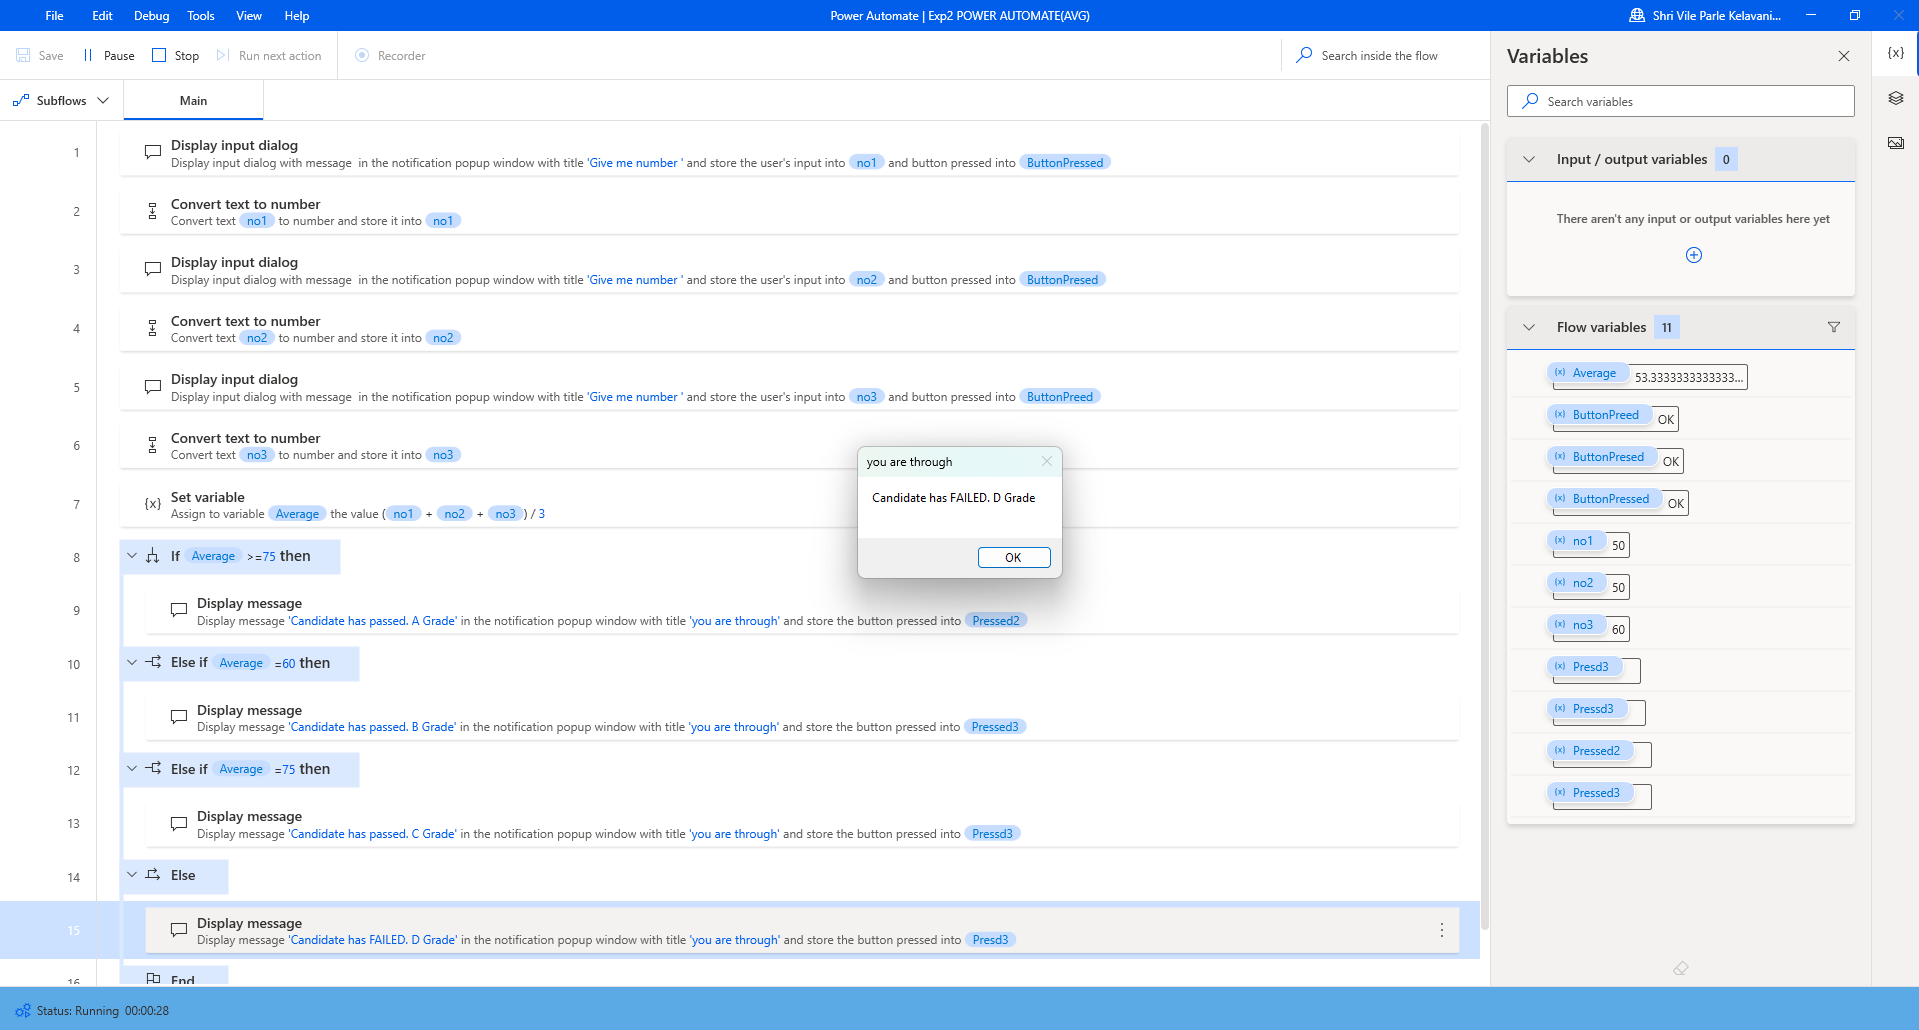 File Edit Debug Tools View Help Power Automate | Exp2 POWER AUTOMATE(AVG) Shri Vile Parle Kelavani...
Save Pause Stop Run next action Recorder Search inside the flow
Subflows Main
1 Display input dialog
Display input dialog with message in the notification popup window with title 'Give me number ' and store the user's input into no1 and button pressed into ButtonPressed
2 Convert text to number
Convert text no1 to number and store it into no1
3 Display input dialog
Display input dialog with message in the notification popup window with title 'Give me number ' and store the user's input into no2 and button pressed into ButtonPresed
4 Convert text to number
Convert text no2 to number and store it into no2
5 Display input dialog
Display input dialog with message in the notification popup window with title 'Give me number ' and store the user's input into no3 and button pressed into ButtonPreed
6 Convert text to number
Convert text no3 to number and store it into no3
7 {x} Set variable
Assign to variable Average the value ( no1 + no2 + no3 ) / 3
8 If Average >=75 then
9 Display message
Display message 'Candidate has passed. A Grade' in the notification popup window with title 'you are through' and store the button pressed into Pressed2
10 Else if Average =60 then
11 Display message
Display message 'Candidate has passed. B Grade' in the notification popup window with title 'you are through' and store the button pressed into Pressed3
12 Else if Average =75 then
13 Display message
Display message 'Candidate has passed. C Grade' in the notification popup window with title 'you are through' and store the button pressed into Pressd3
14 Else
15 Display message
Display message 'Candidate has FAILED. D Grade' in the notification popup window with title 'you are through' and store the button pressed into Presd3
16 End
you are through
Candidate has FAILED. D Grade
OK
Variables {x}
Search variables
Input / output variables 0
There aren't any input or output variables here yet
Flow variables 11
(x) Average 53.3333333333333...
(x) ButtonPreed OK
(x) ButtonPresed OK
(x) ButtonPressed OK
(x) no1 50
(x) no2 50
(x) no3 60
(x) Presd3
(x) Pressd3
(x) Pressed2
(x) Pressed3
Status: Running 00:00:28